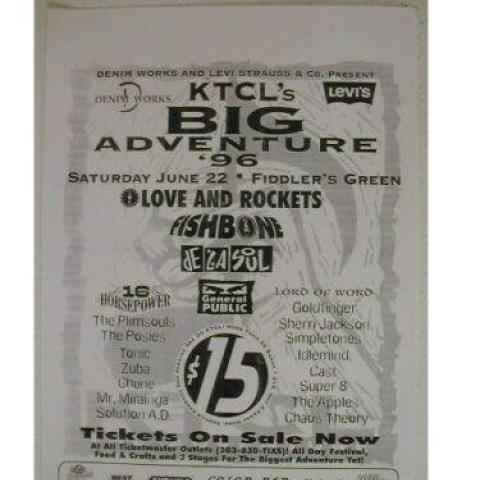 DENIM WORKS AND LEVI STRAUSS & CO. PRESENT
DENIM WORKS
KTCL'S
LEVI'S
BIG
ADVENTURE
'96
SATURDAY JUNE 22 • FIDDLER'S GREEN
LOVE AND ROCKETS
FISHBONE
DE LA SOUL
16
HORSEPOWER
The Plimsouls
The Posies
Tonic
Zuba
Chune
Mr. Mirainga
Solution A.D.
General
PUBLIC
$15
LORD OF WORD
Goldfinger
Sherri Jackson
Simpletones
Idlemind
Cast
Super 8
The Apples
Chaos Theory
Tickets On Sale Now
At All Ticketmaster Outlets (303-830-TIXS)! All Day Festival,
Food & Crafts and 3 Stages For The Biggest Adventure Yet!
BEST